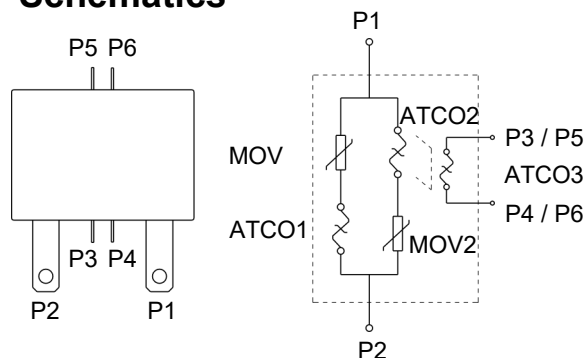 Schematics
P5 P6
P3 P4
P2 P1
P1
ATCO2
MOV
P3 / P5
ATCO3
P4 / P6
ATCO1
MOV2
P2